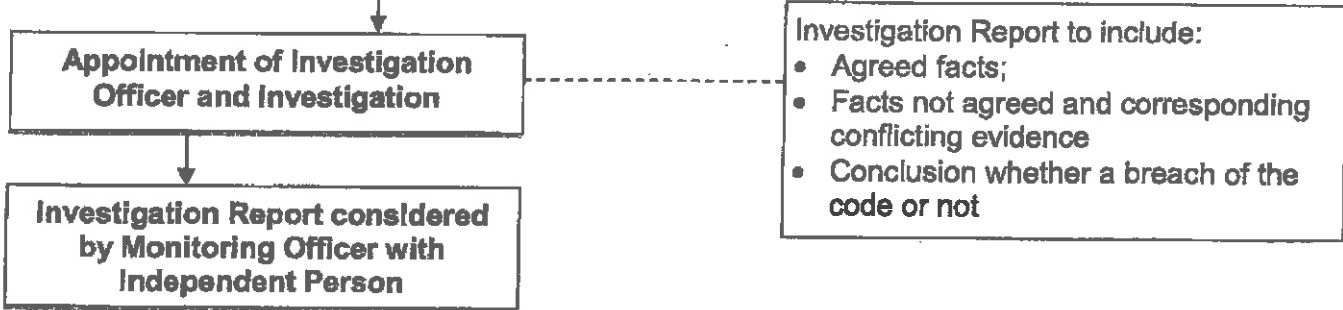 Appointment of Investigation
Officer and Investigation
Investigation Report considered
by Monitoring Officer with
Independent Person
Investigation Report to include:
• Agreed facts;
• Facts not agreed and corresponding
conflicting evidence
• Conclusion whether a breach of the
code or not